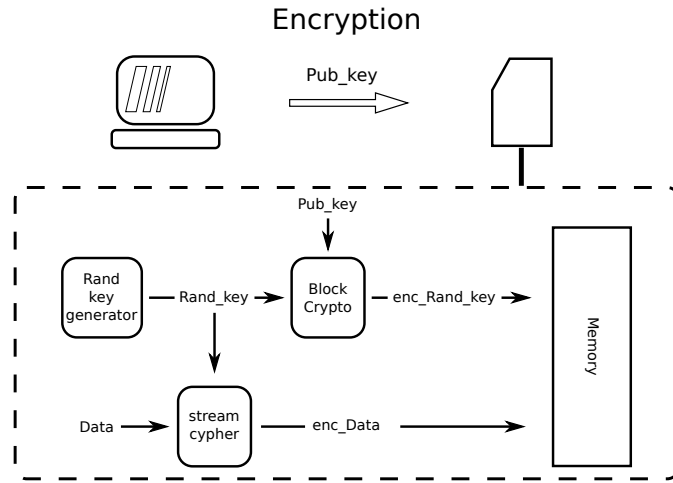 Encryption
Pub_key
Pub_key
Rand
key
generator
Rand_key
Block
Crypto
enc_Rand_key
Memory
Data
stream
cypher
enc_Data